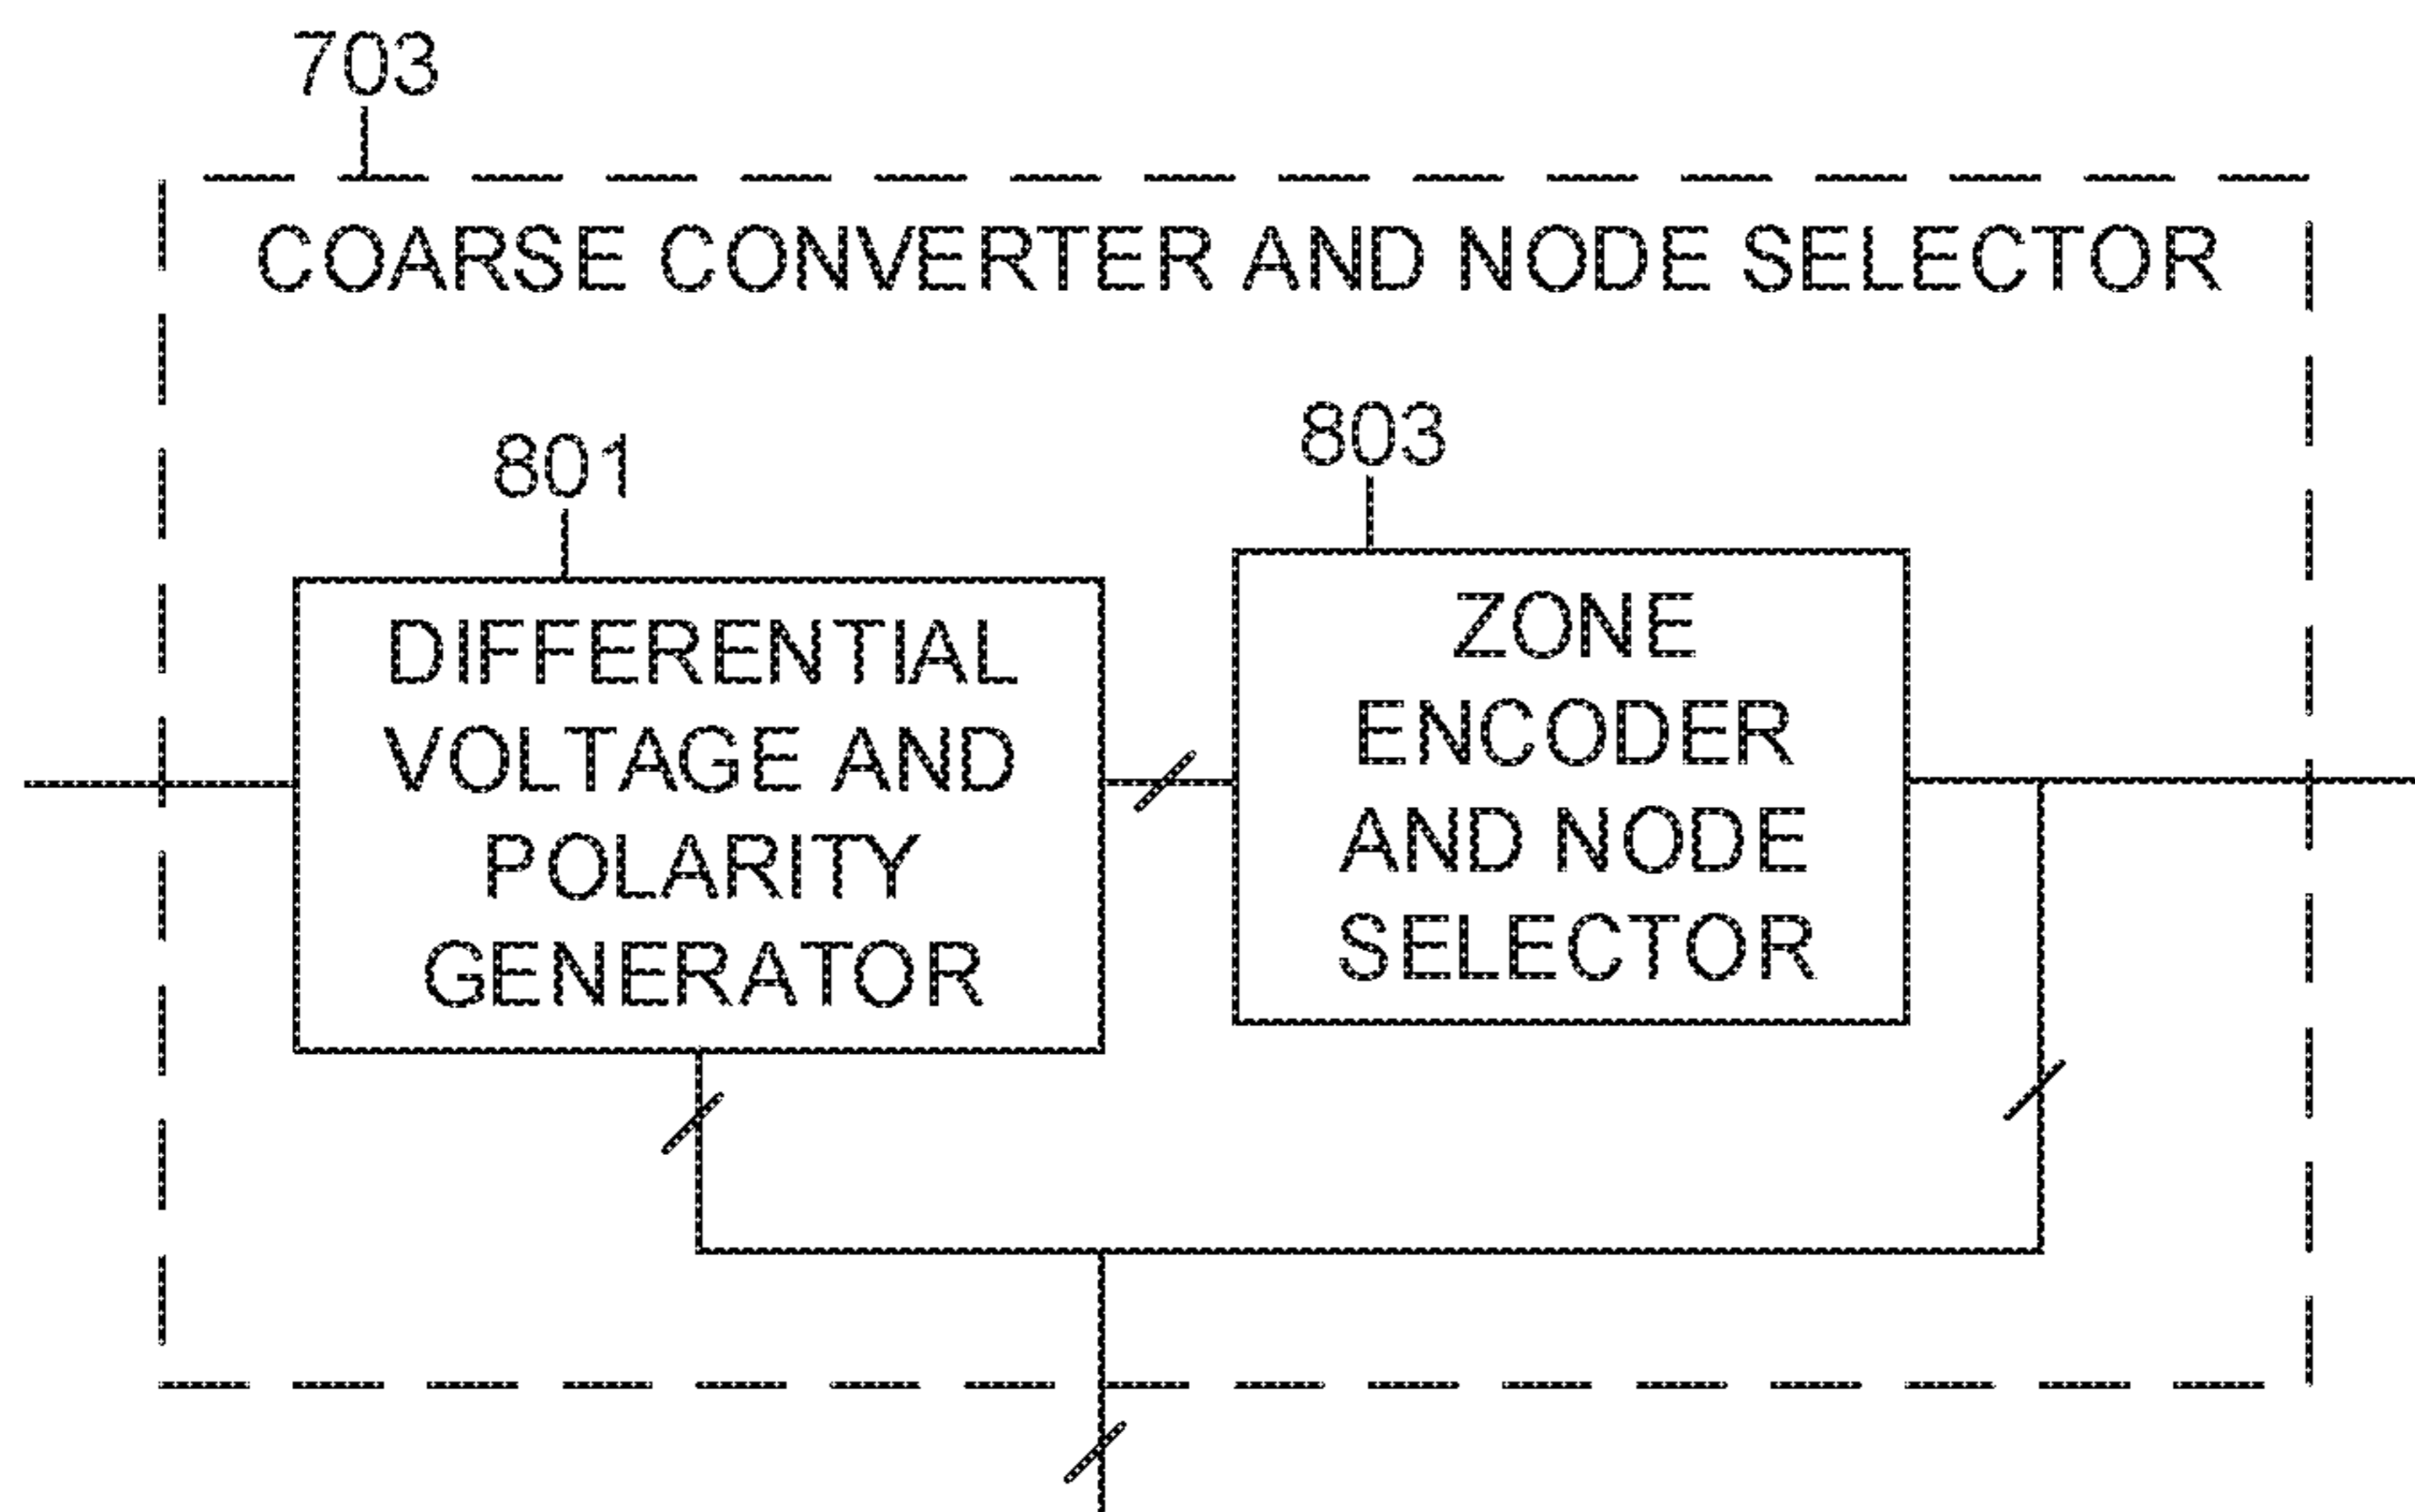 703
COARSE CONVERTER AND NODE SELECTOR
801
DIFFERENTIAL
VOLTAGE AND
POLARITY
GENERATOR
803
ZONE
ENCODER
AND NODE
SELECTOR